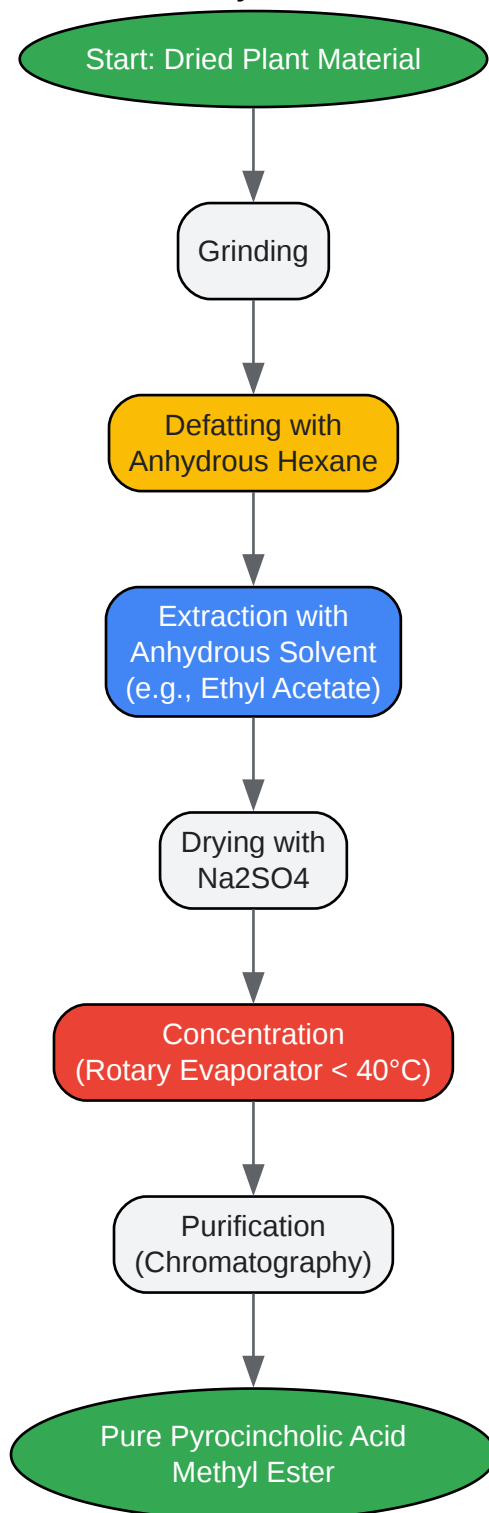 Start: Dried Plant Material
Grinding
Defatting with
Anhydrous Hexane
Extraction with
Anhydrous Solvent
(e.g., Ethyl Acetate)
Drying with
Na2SO4
Concentration
(Rotary Evaporator < 40°C)
Purification
(Chromatography)
Pure Pyrocincholic Acid
Methyl Ester